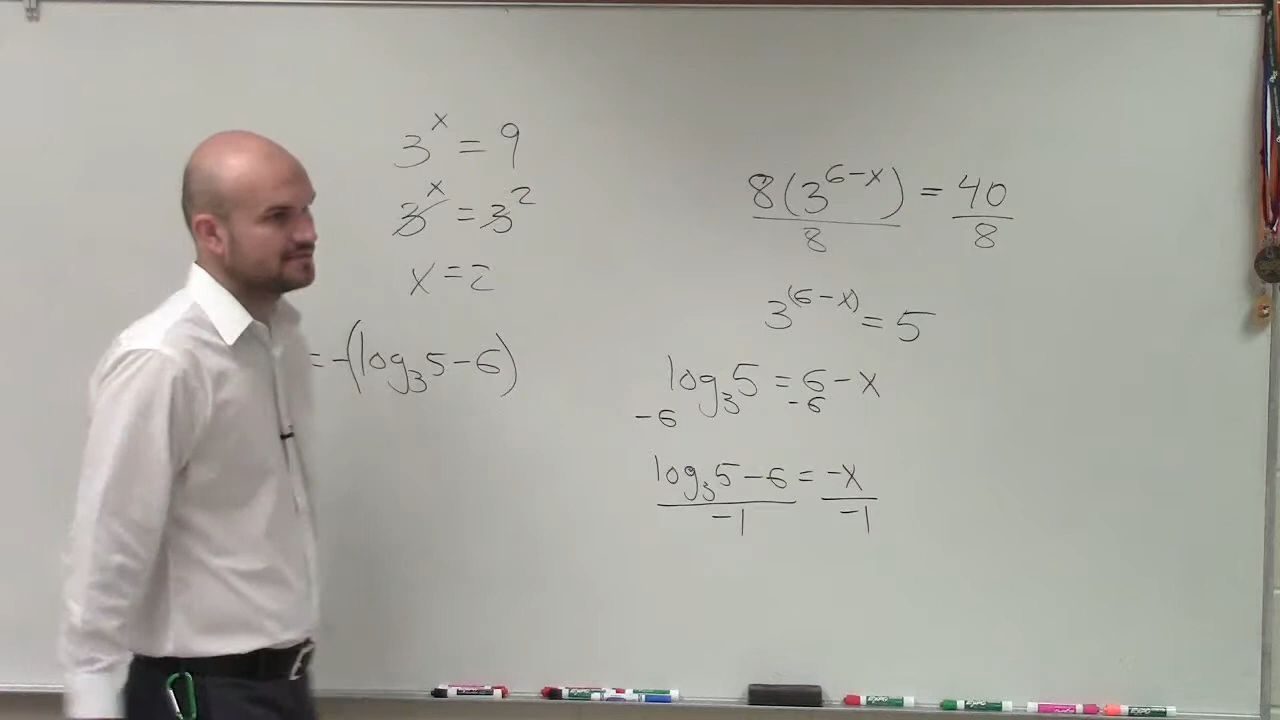 3^x = 9
3^x = 3^2
x = 2
= -(log_3 5 - 6)
8(3^{6-x}) = 40
8 8
3^{(6-x)} = 5
log_3 5 = 6 - x
-6 -6
log_3 5 - 6 = -x
-1 -1